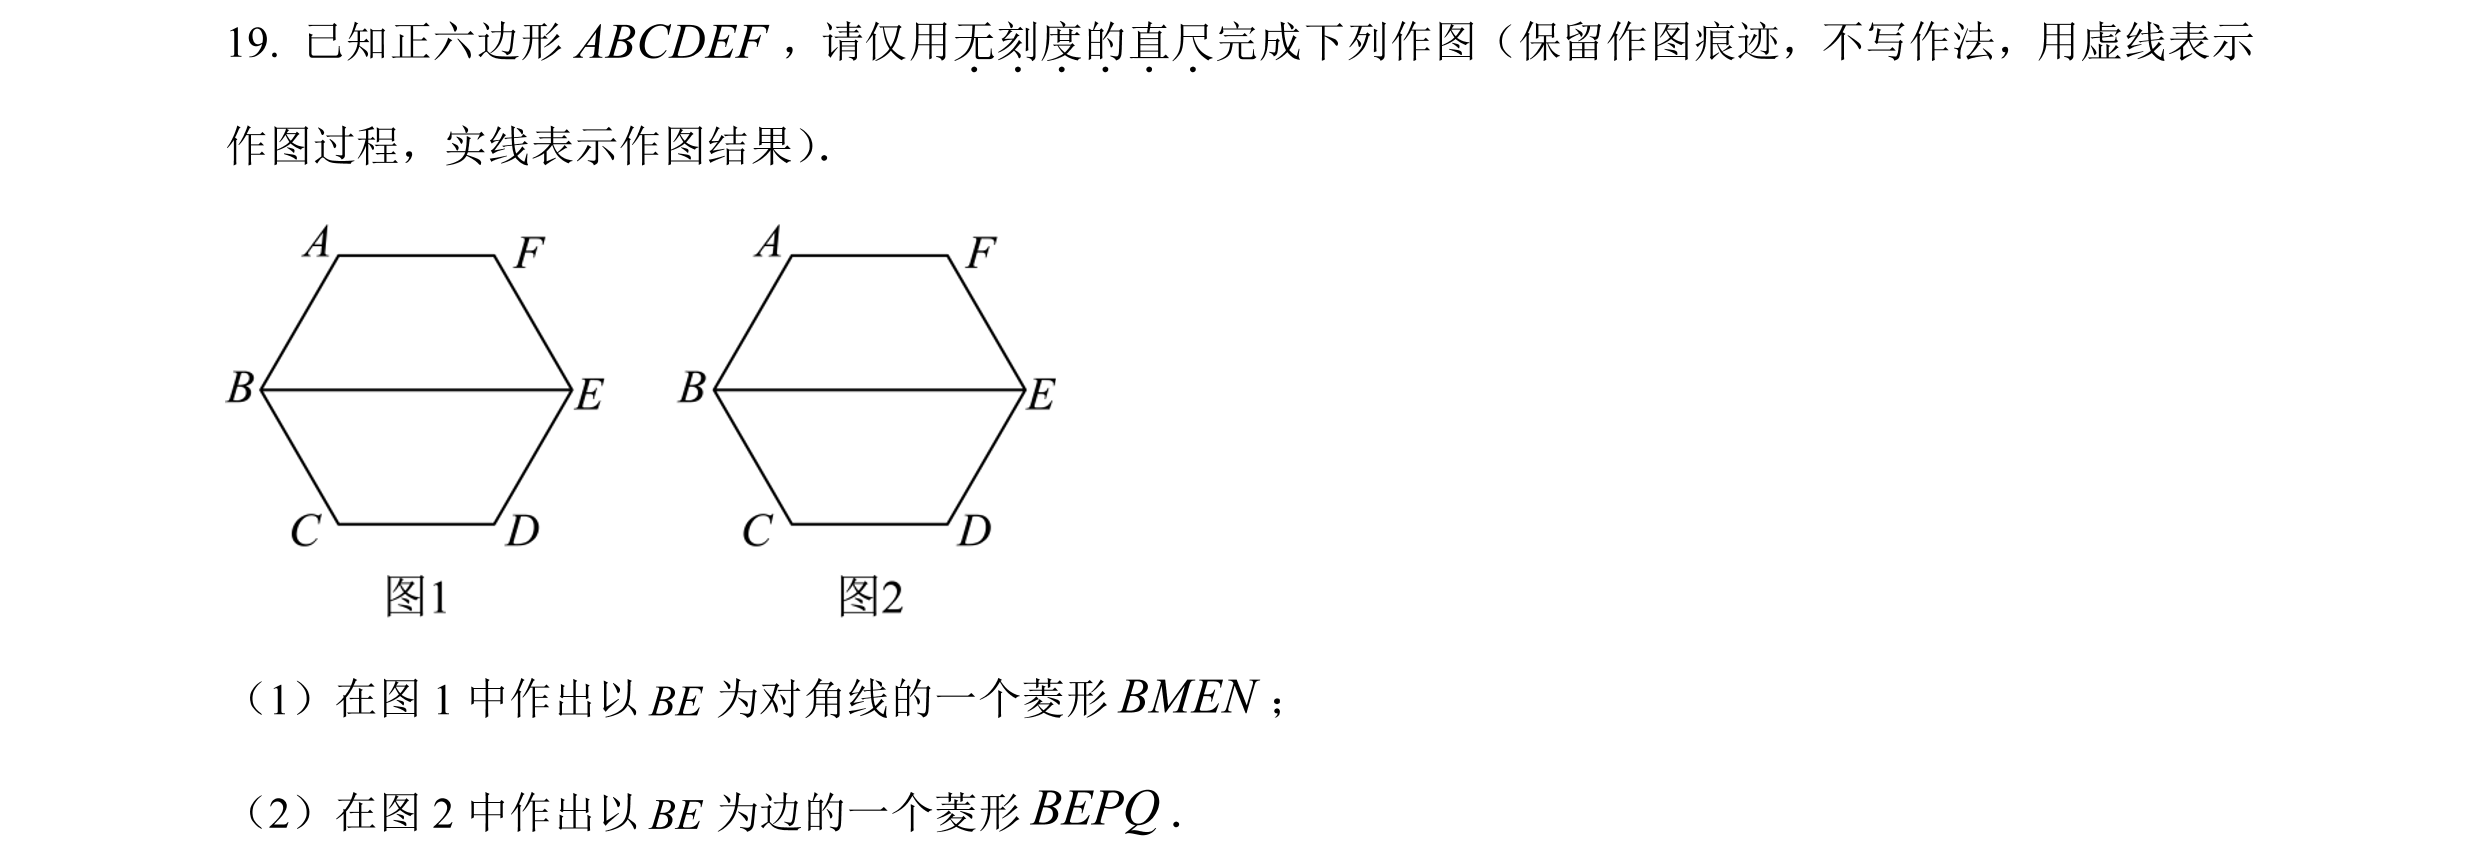 19. 已知正六边形 ABCDEF，请仅用无刻度的直尺完成下列作图（保留作图痕迹，不写作法，用虚线表示
作图过程，实线表示作图结果）.
A F A F
B E B E
C D C D
图1 图2
（1）在图 1 中作出以 BE 为对角线的一个菱形 BMEN；
（2）在图 2 中作出以 BE 为边的一个菱形 BEPQ．